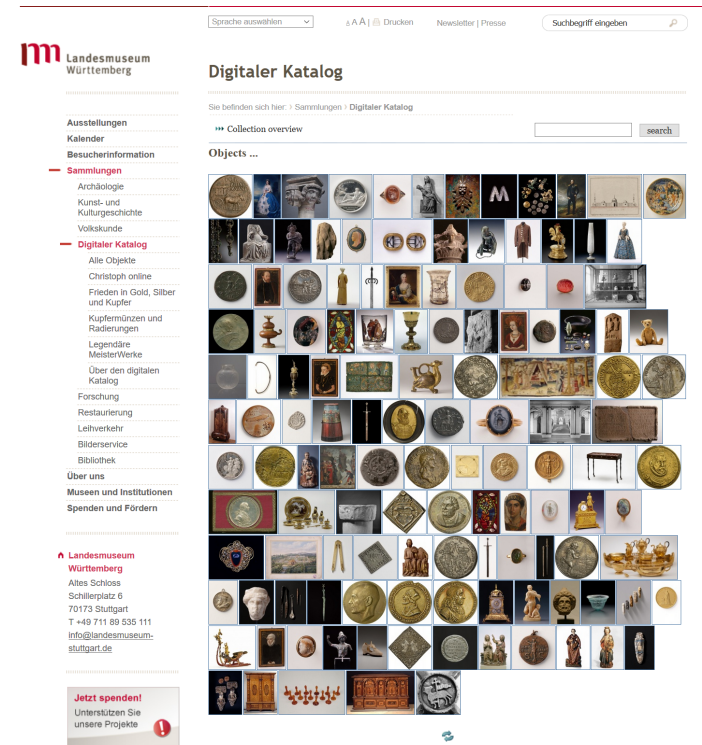 Sprache auswählen
A A A | Drucken
Newsletter | Presse
Suchbegriff eingeben
Landesmuseum
Württemberg
Digitaler Katalog
Sie befinden sich hier: › Sammlungen › Digitaler Katalog
Collection overview
search
Objects ...
Ausstellungen
Kalender
Besucherinformation
Sammlungen
Archäologie
Kunst- und
Kulturgeschichte
Volkskunde
Digitaler Katalog
Alle Objekte
Christoph online
Frieden in Gold, Silber
und Kupfer
Kupfermünzen und
Radierungen
Legendäre
MeisterWerke
Über den digitalen
Katalog
Forschung
Restaurierung
Leihverkehr
Bilderservice
Bibliothek
Über uns
Museen und Institutionen
Spenden und Fördern
Landesmuseum
Württemberg
Altes Schloss
Schillerplatz 6
70173 Stuttgart
T +49 711 89 535 111
info@landesmuseum-
stuttgart.de
Jetzt spenden!
Unterstützen Sie
unsere Projekte